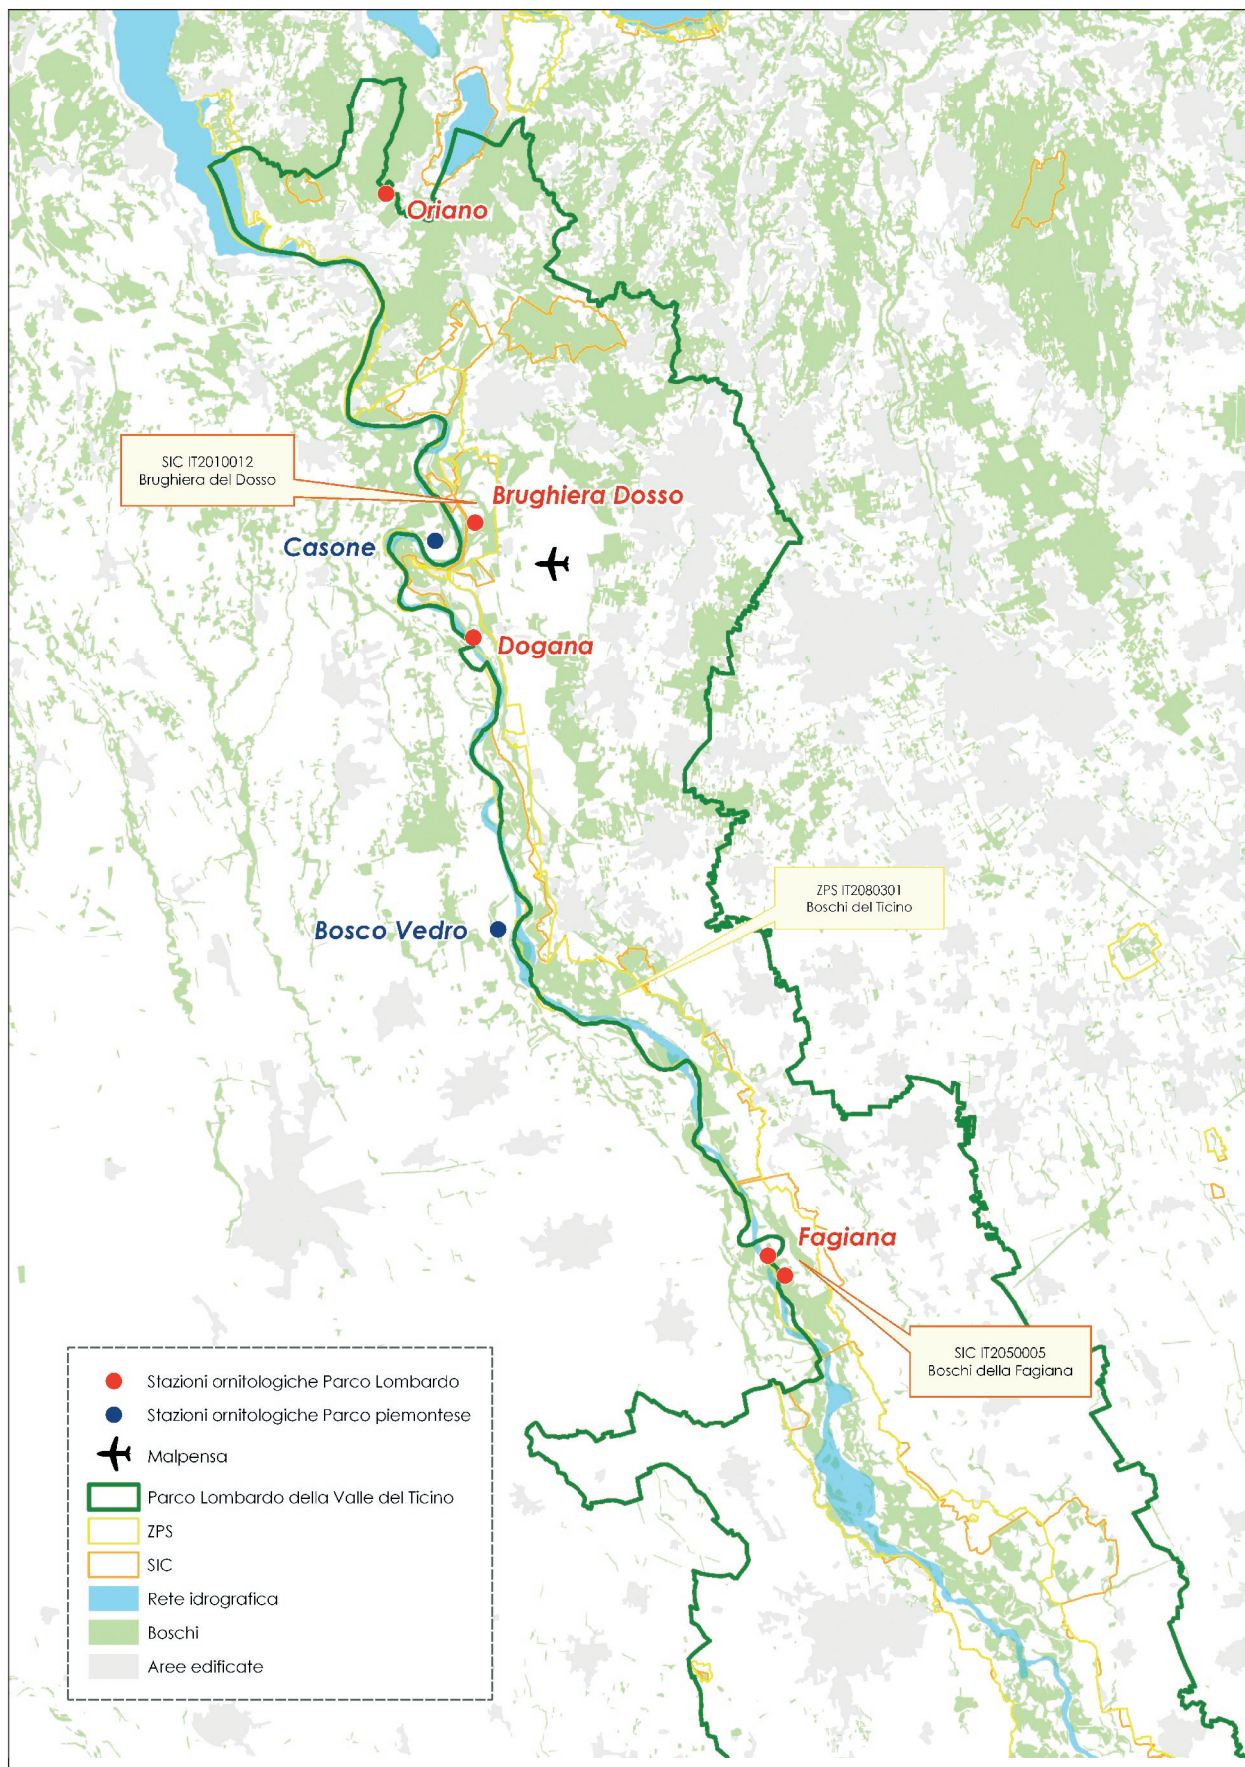 Oriano
SIC IT2010012
Brughiera del Dosso
Brughiera Dosso
Casone
Dogana
ZPS IT2080301
Boschi del Ticino
Bosco Vedro
Fagiana
SIC IT2050005
Boschi della Fagiana
Stazioni ornitologiche Parco Lombardo
Stazioni ornitologiche Parco piemontese
Malpensa
Parco Lombardo della Valle del Ticino
ZPS
SIC
Rete idrografica
Boschi
Aree edificate